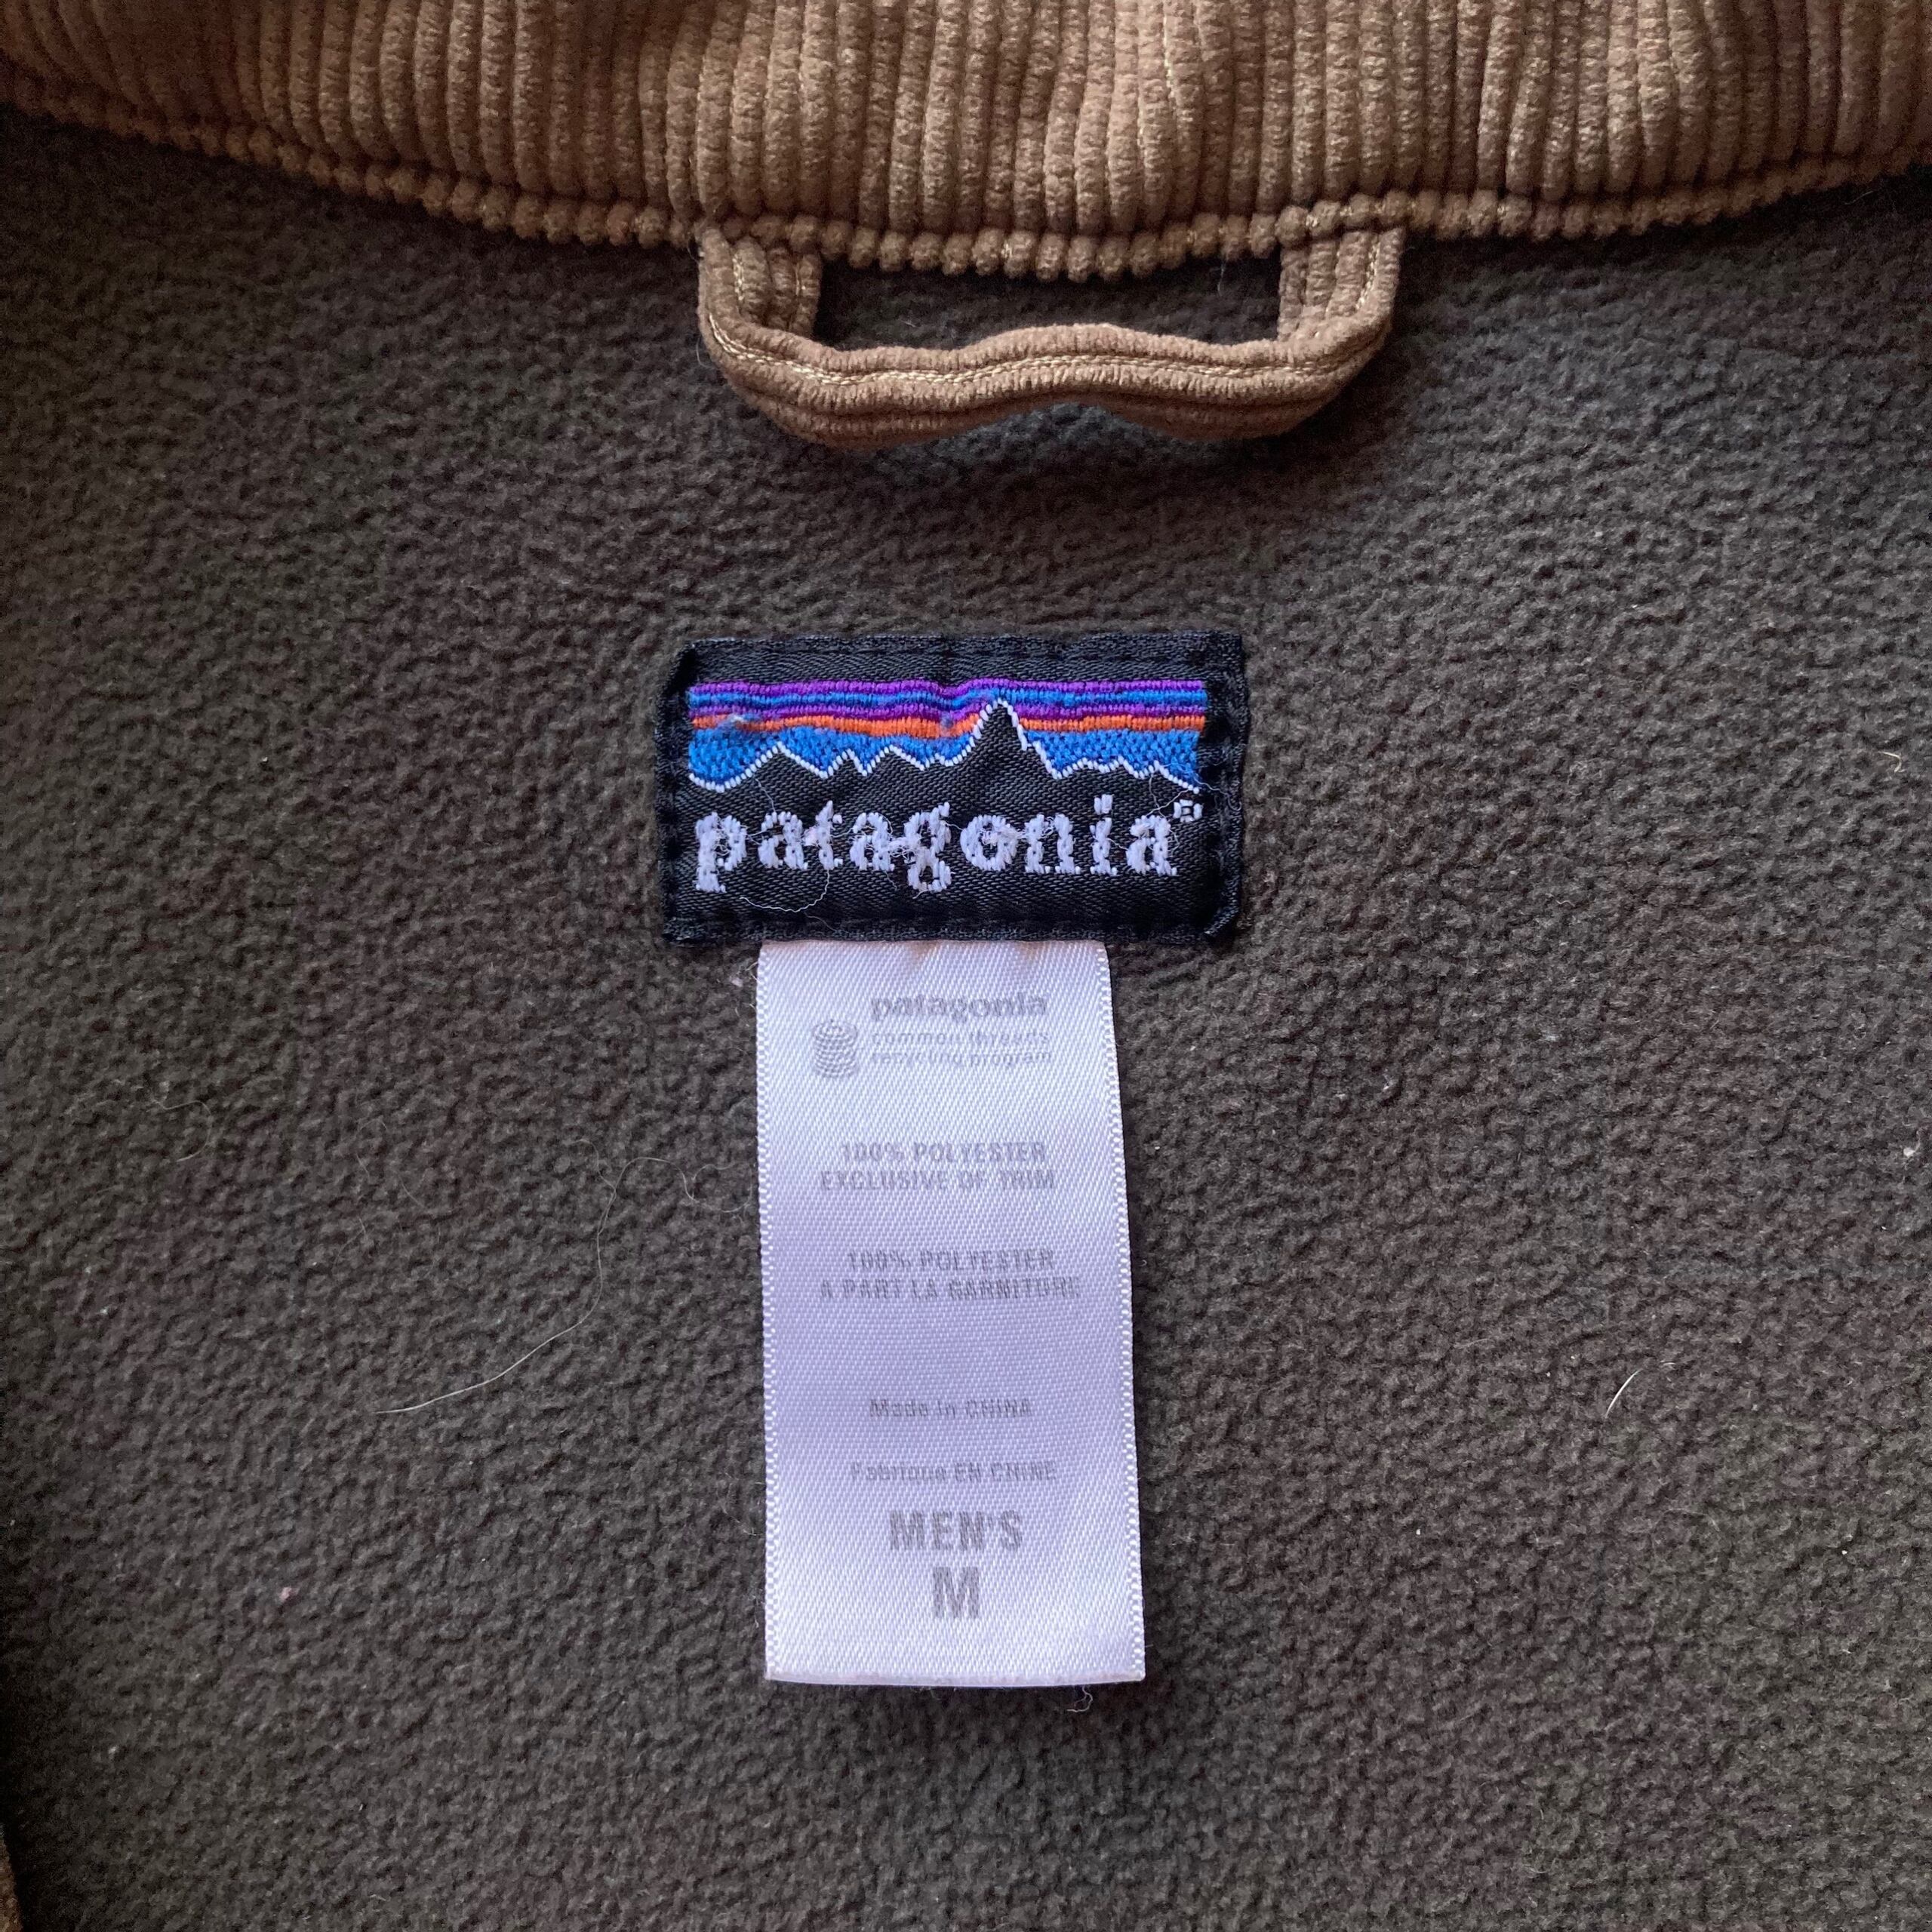 patagonia®
patagonia
common threads
recycling program
100% POLYESTER
EXCLUSIVE OF TRIM
100% POLYESTER
A PART LA GARNITURE
Made in CHINA
Fabrique EN CHINE
MEN'S
M